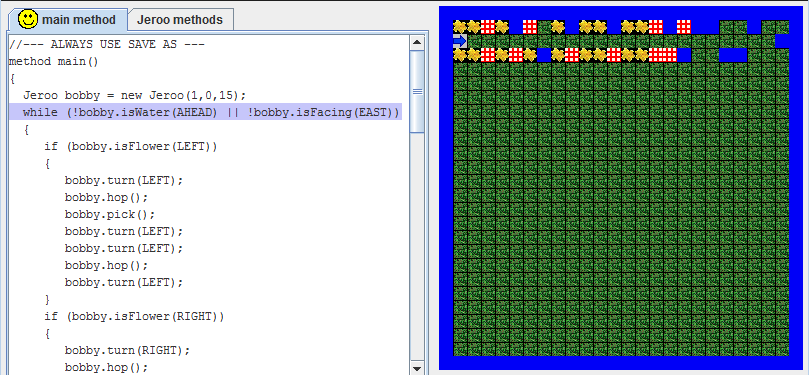 main method Jeroo methods
//--- ALWAYS USE SAVE AS ---
method main()
{
Jeroo bobby = new Jeroo(1,0,15);
while (!bobby.isWater(AHEAD) || !bobby.isFacing(EAST))
{
if (bobby.isFlower(LEFT))
{
bobby.turn(LEFT);
bobby.hop();
bobby.pick();
bobby.turn(LEFT);
bobby.turn(LEFT);
bobby.hop();
bobby.turn(LEFT);
}
if (bobby.isFlower(RIGHT))
{
bobby.turn(RIGHT);
bobby.hop();